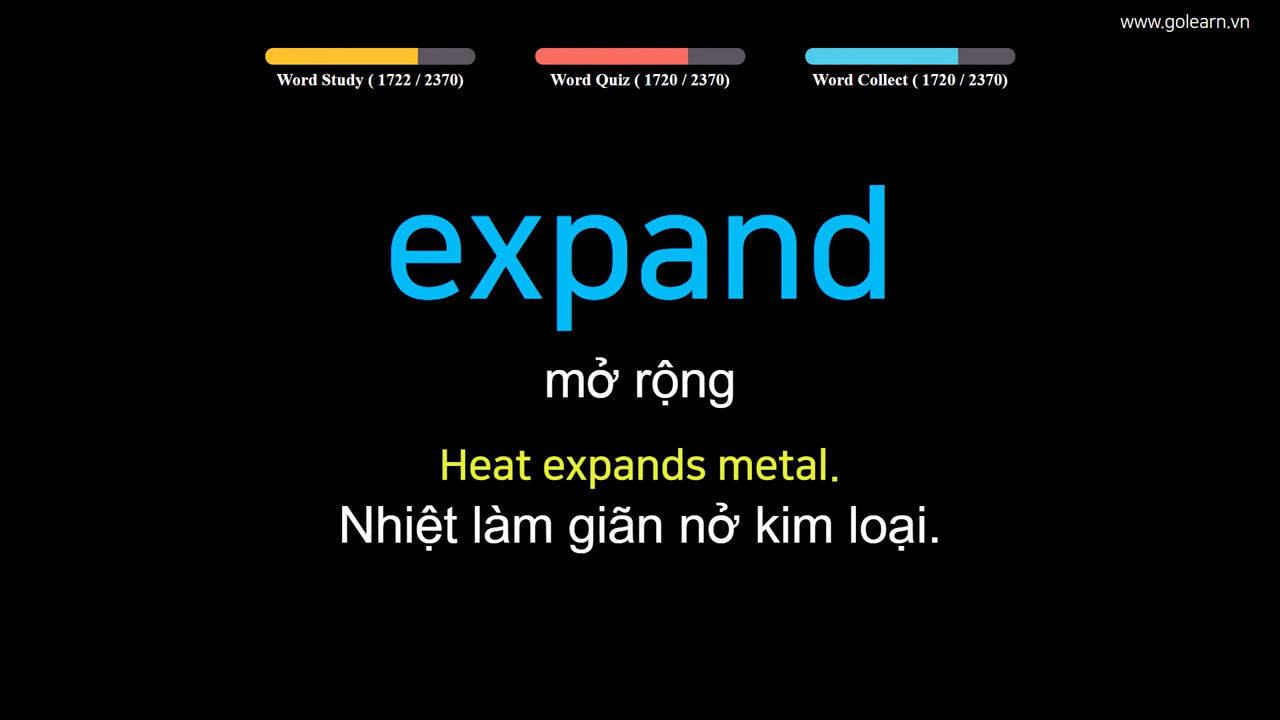 www.golearn.vn
Word Study ( 1722 / 2370)
Word Quiz ( 1720 / 2370)
Word Collect ( 1720 / 2370)
expand
mở rộng
Heat expands metal.
Nhiệt làm giãn nở kim loại.